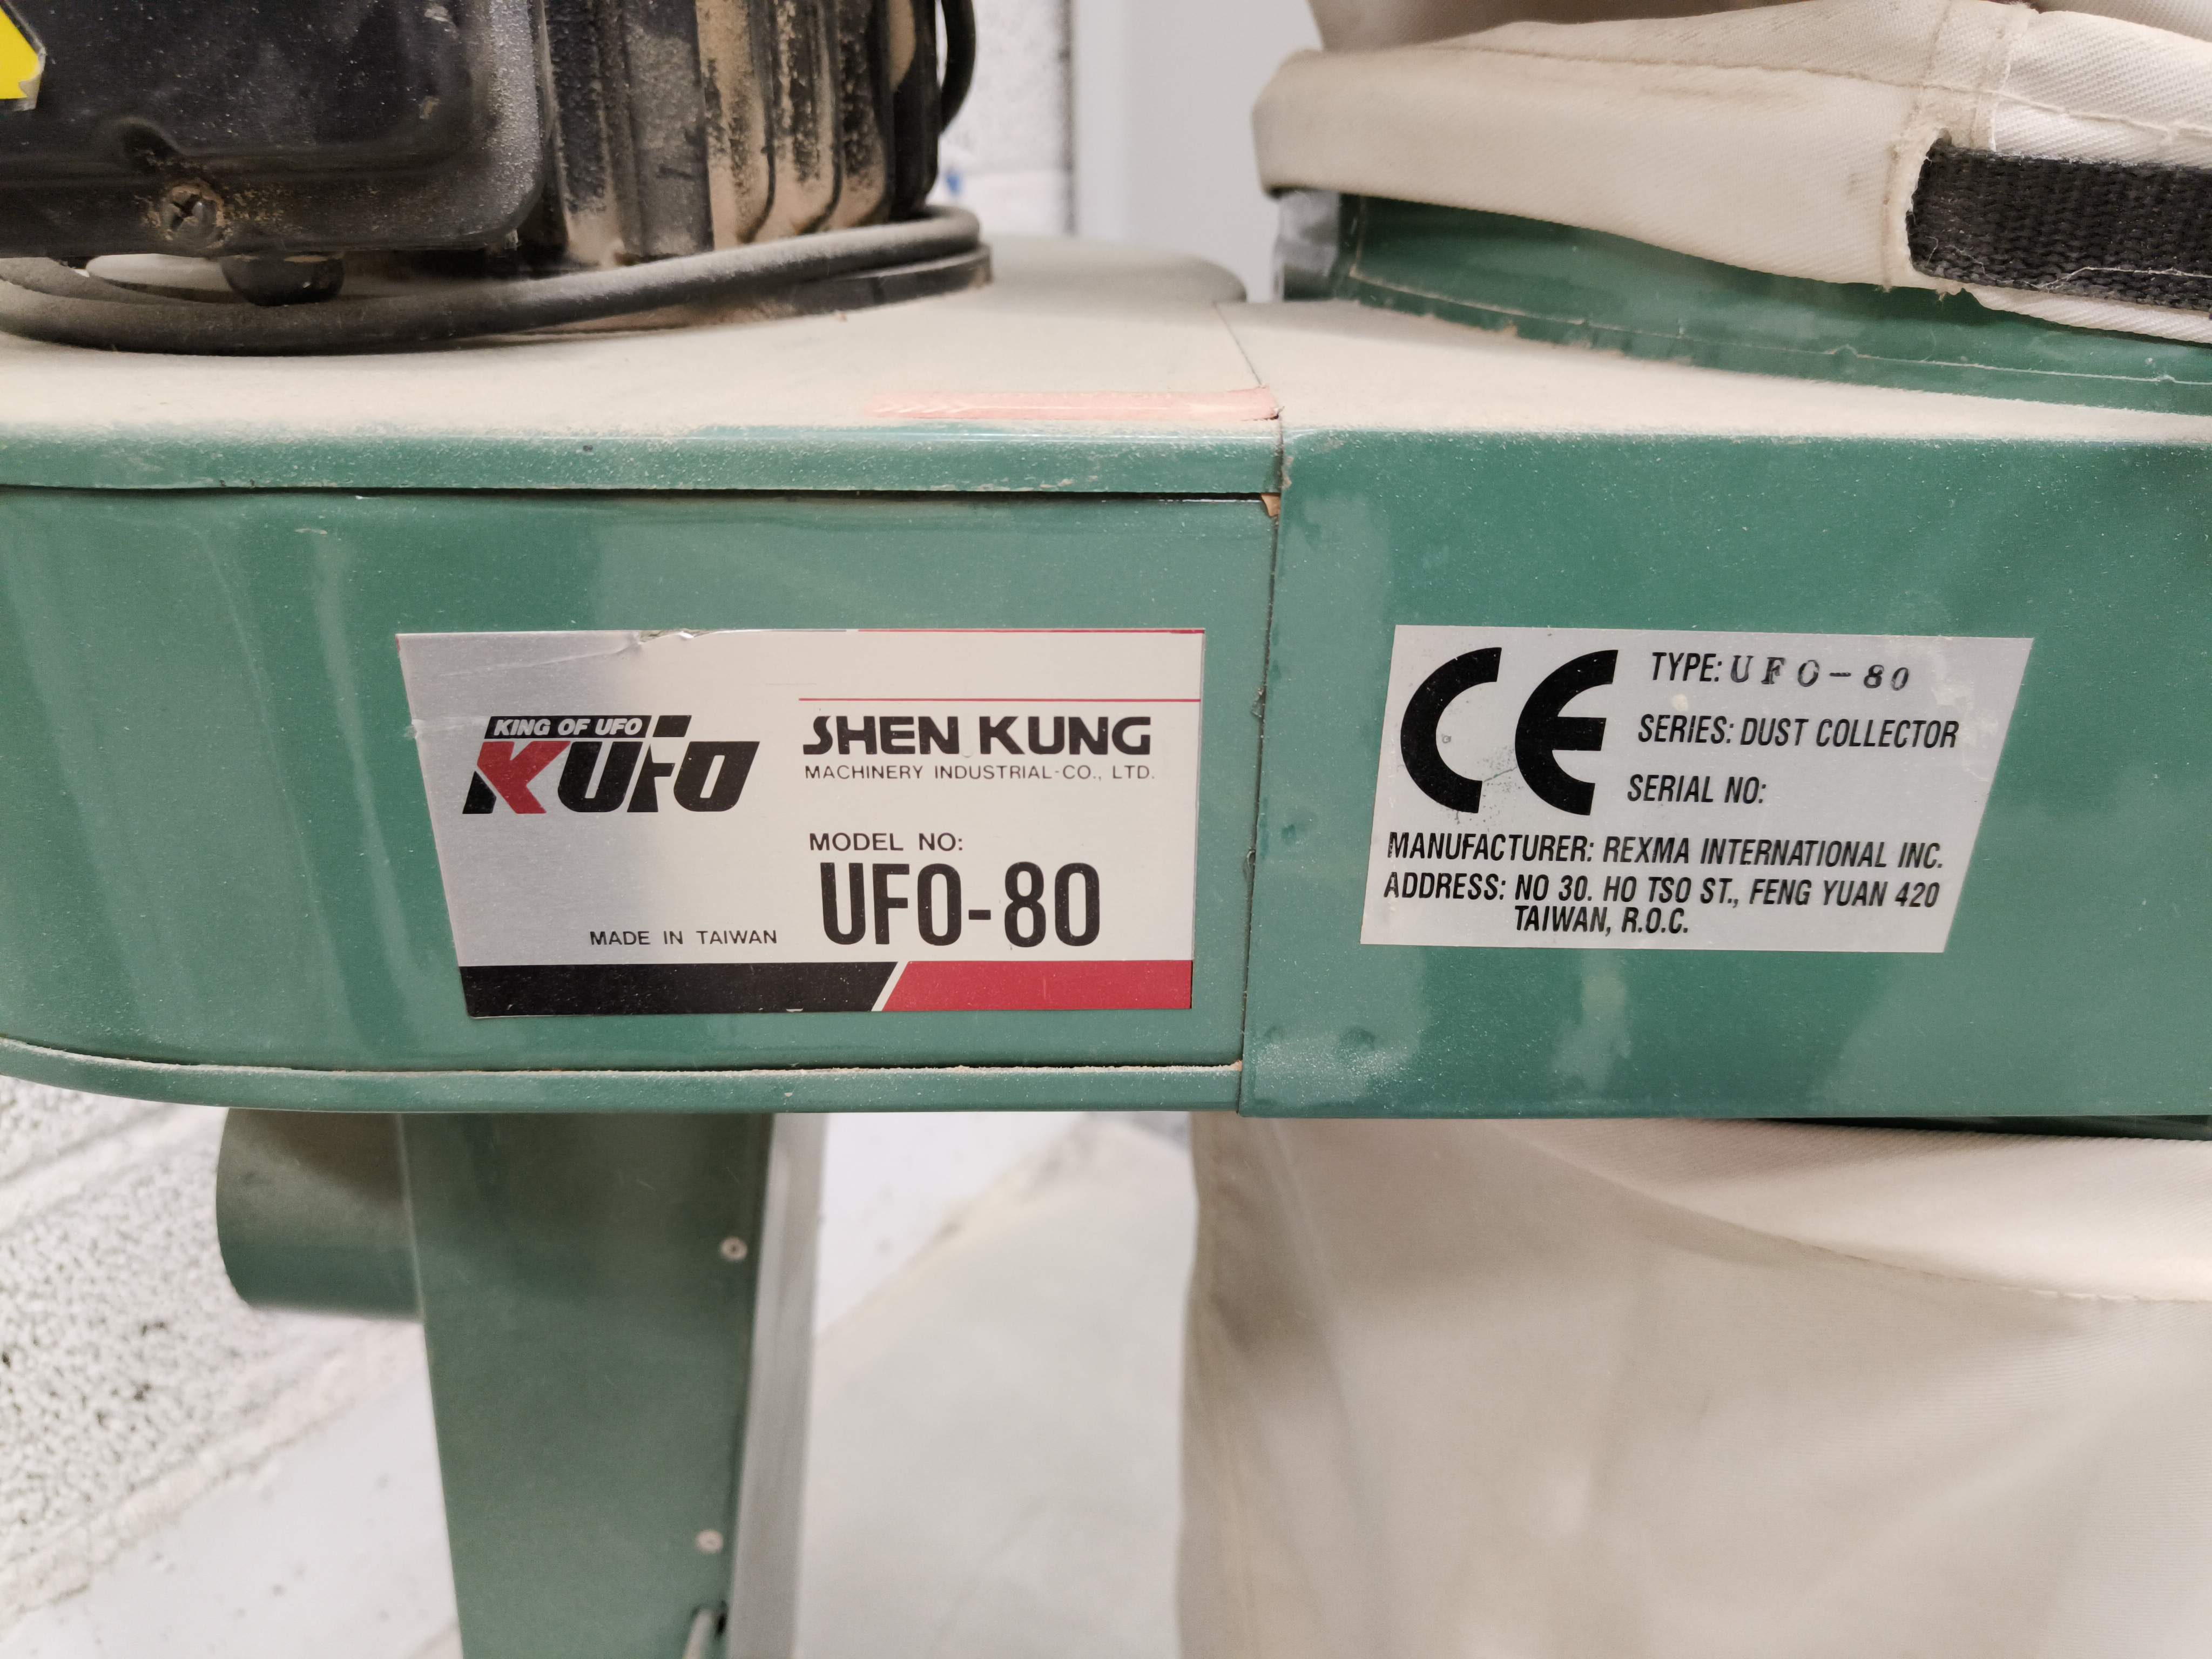 KING OF UFO
KUFO
SHEN KUNG
MACHINERY INDUSTRIAL-CO., LTD.
MODEL NO:
UFO-80
MADE IN TAIWAN
CE
TYPE: UFO-80
SERIES: DUST COLLECTOR
SERIAL NO:
MANUFACTURER: REXMA INTERNATIONAL INC.
ADDRESS: NO 30. HO TSO ST., FENG YUAN 420
TAIWAN, R.O.C.